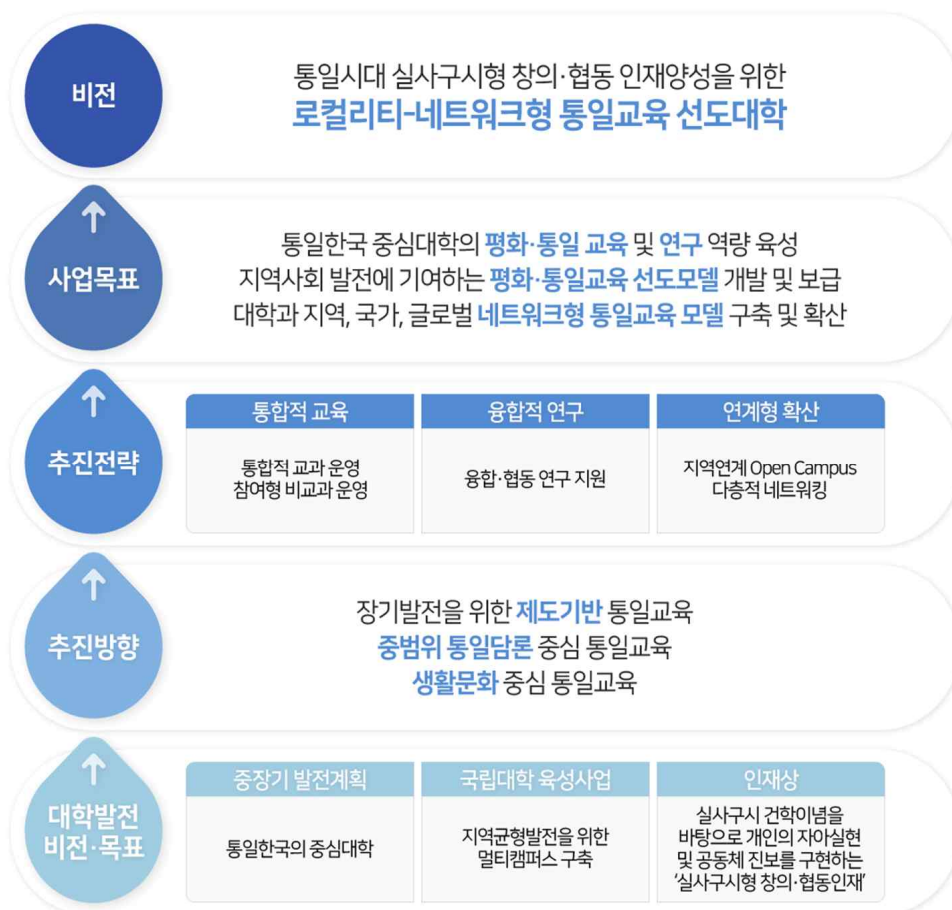 비전
통일시대 실사구시형 창의·협동 인재양성을 위한
로컬리티-네트워크형 통일교육 선도대학
사업목표
통일한국 중심대학의 평화·통일 교육 및 연구 역량 육성
지역사회 발전에 기여하는 평화·통일교육 선도모델 개발 및 보급
대학과 지역, 국가, 글로벌 네트워크형 통일교육 모델 구축 및 확산
추진전략
통합적 교육
통합적 교과 운영
참여형 비교과 운영
융합적 연구
융합·협동 연구 지원
연계형 확산
지역연계 Open Campus
다층적 네트워킹
추진방향
장기발전을 위한 제도기반 통일교육
중범위 통일담론 중심 통일교육
생활문화 중심 통일교육
대학발전
비전·목표
중장기 발전계획
통일한국의 중심대학
국립대학 육성사업
지역균형발전을 위한
멀티캠퍼스 구축
인재상
실사구시 건학이념을
바탕으로 개인의 자아실현
및 공동체 진보를 구현하는
‘실사구시형 창의·협동인재’